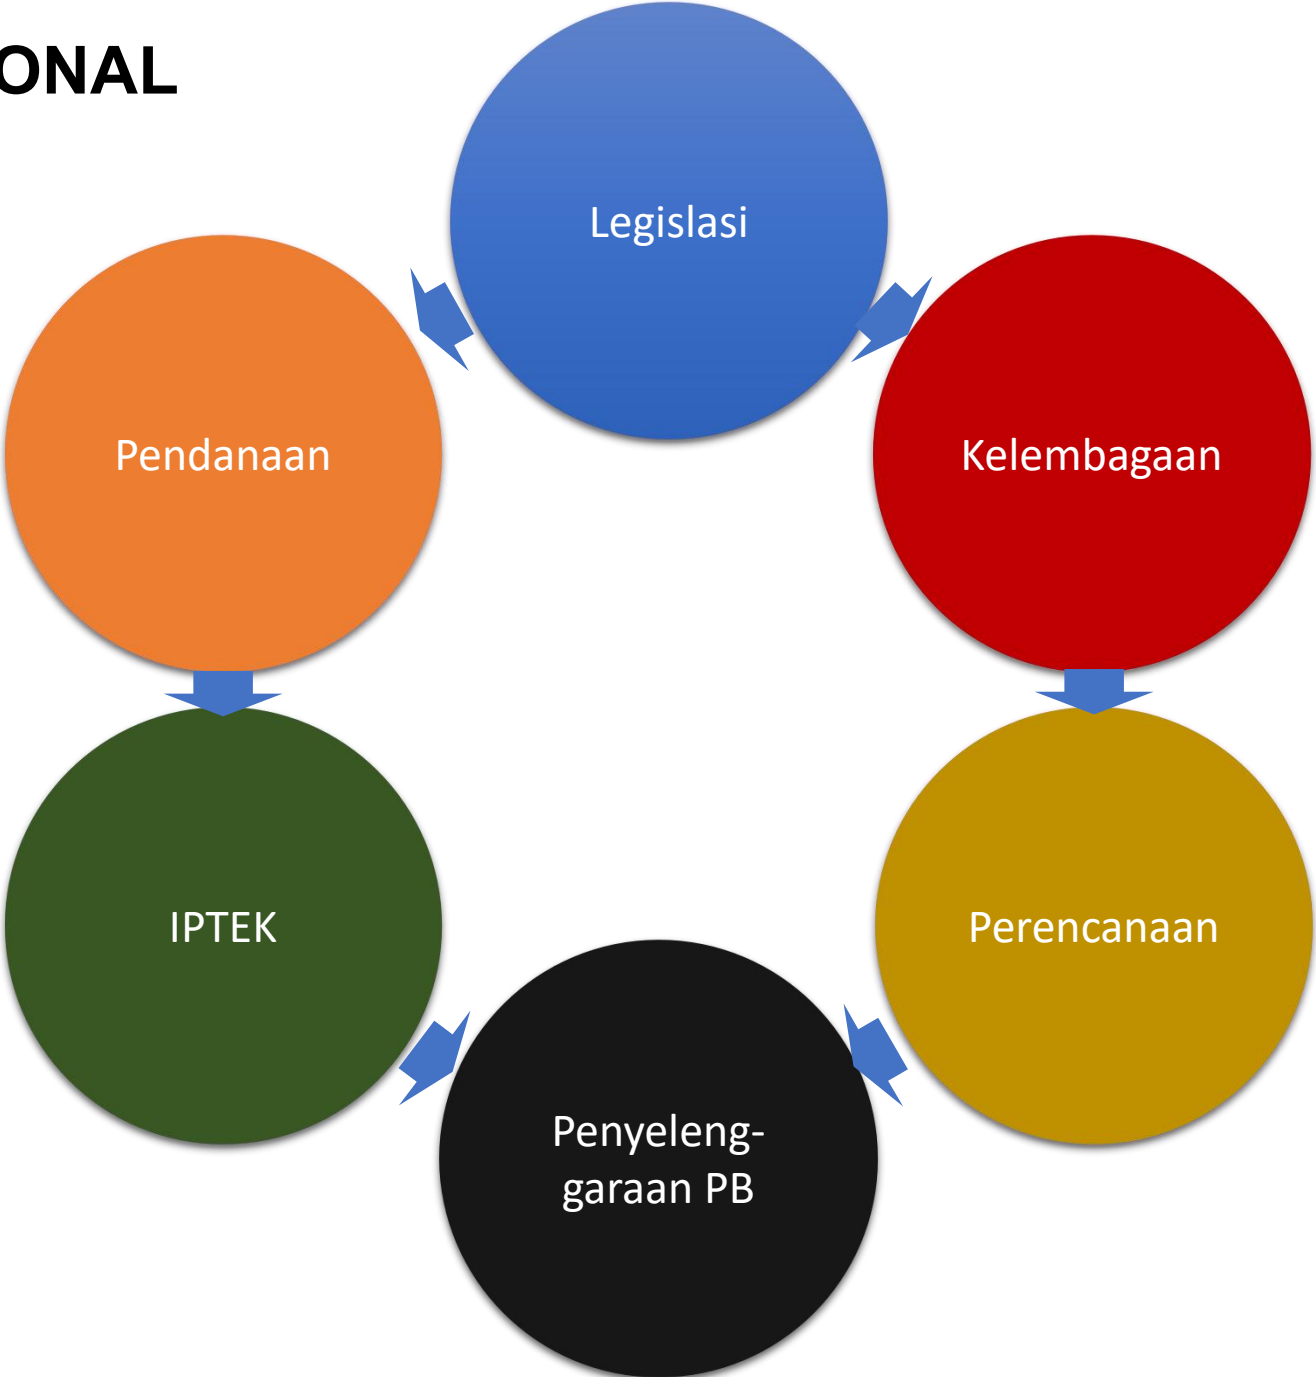 ONAL
Legislasi
Pendanaan
Kelembagaan
IPTEK
Perencanaan
Penyeleng-
garaan PB